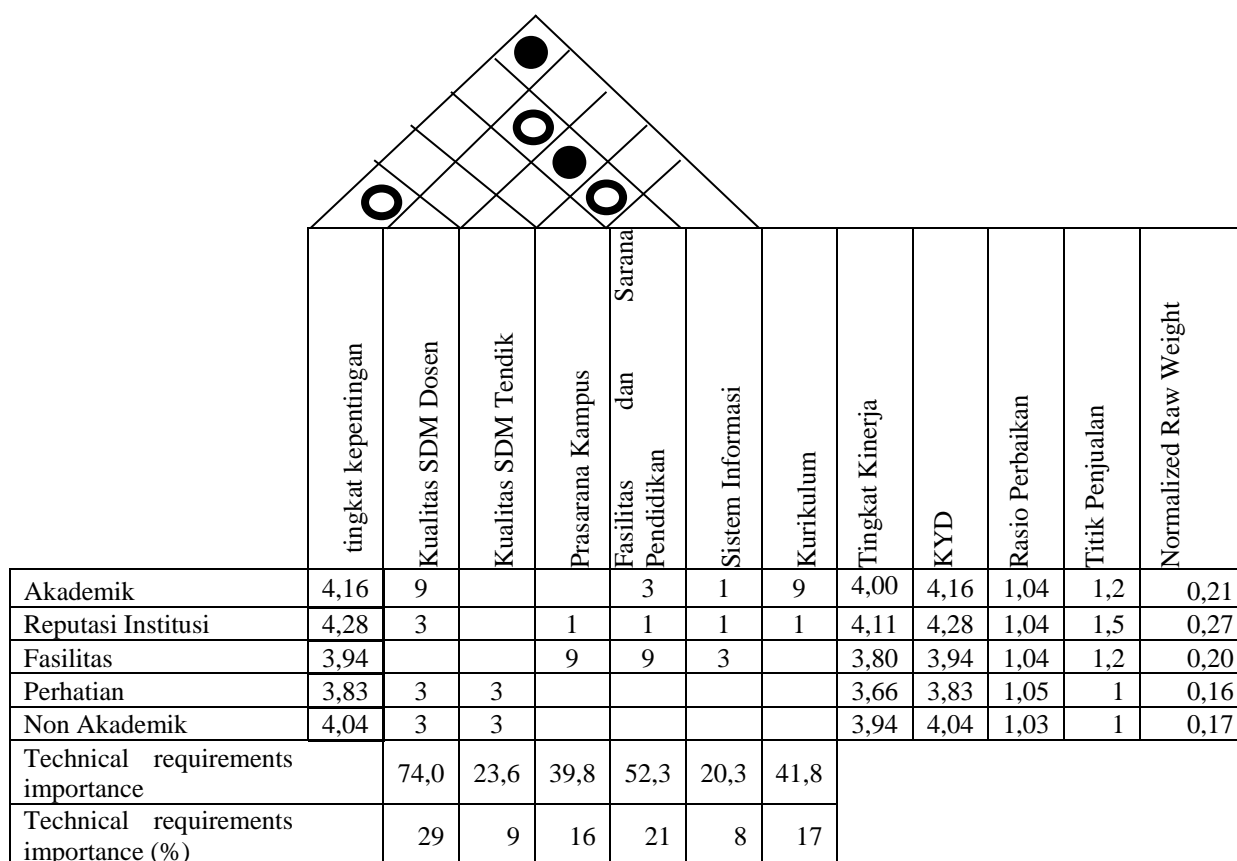 tingkat kepentingan
Kualitas SDM Dosen
Kualitas SDM Tendik
Prasarana Kampus
Fasilitas dan Sarana
Pendidikan
Sistem Informasi
Kurikulum
Tingkat Kinerja
KYD
Rasio Perbaikan
Titik Penjualan
Normalized Raw Weight
Akademik 4,16 9 3 1 9 4,00 4,16 1,04 1,2 0,21
Reputasi Institusi 4,28 3 1 1 1 1 4,11 4,28 1,04 1,5 0,27
Fasilitas 3,94 9 9 3 3,80 3,94 1,04 1,2 0,20
Perhatian 3,83 3 3 3,66 3,83 1,05 1 0,16
Non Akademik 4,04 3 3 3,94 4,04 1,03 1 0,17
Technical requirements
importance 74,0 23,6 39,8 52,3 20,3 41,8
Technical requirements
importance (%) 29 9 16 21 8 17